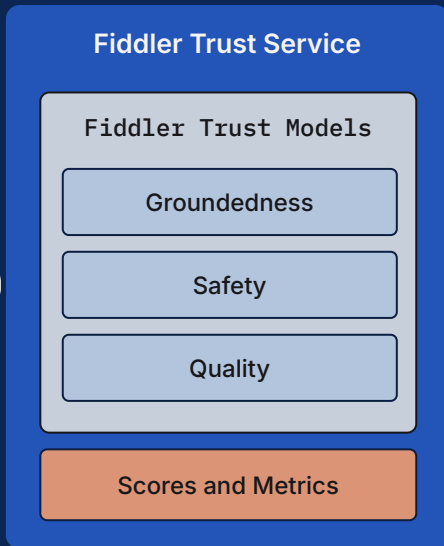 Fiddler Trust Service
Fiddler Trust Models
Groundedness
Safety
Quality
Scores and Metrics